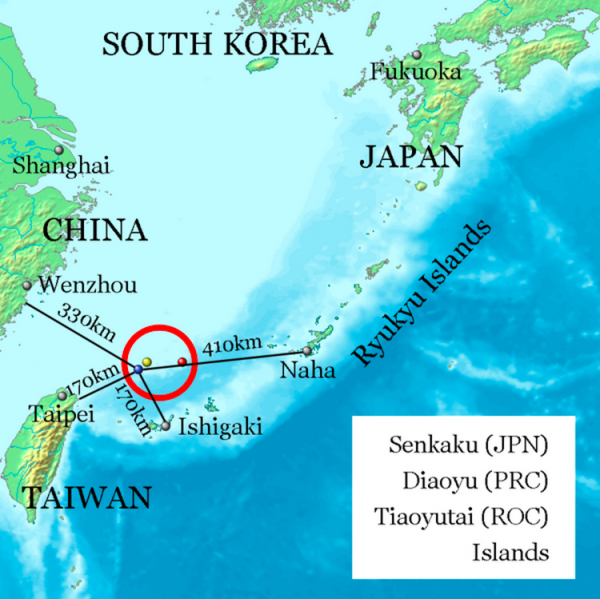 SOUTH KOREA
Fukuoka
JAPAN
Shanghai
CHINA
Wenzhou
Ryukyu Islands
330km
410km
Naha
170km
170km
Taipei
Ishigaki
TAIWAN
Senkaku (JPN)
Diaoyu (PRC)
Tiaoyutai (ROC)
Islands